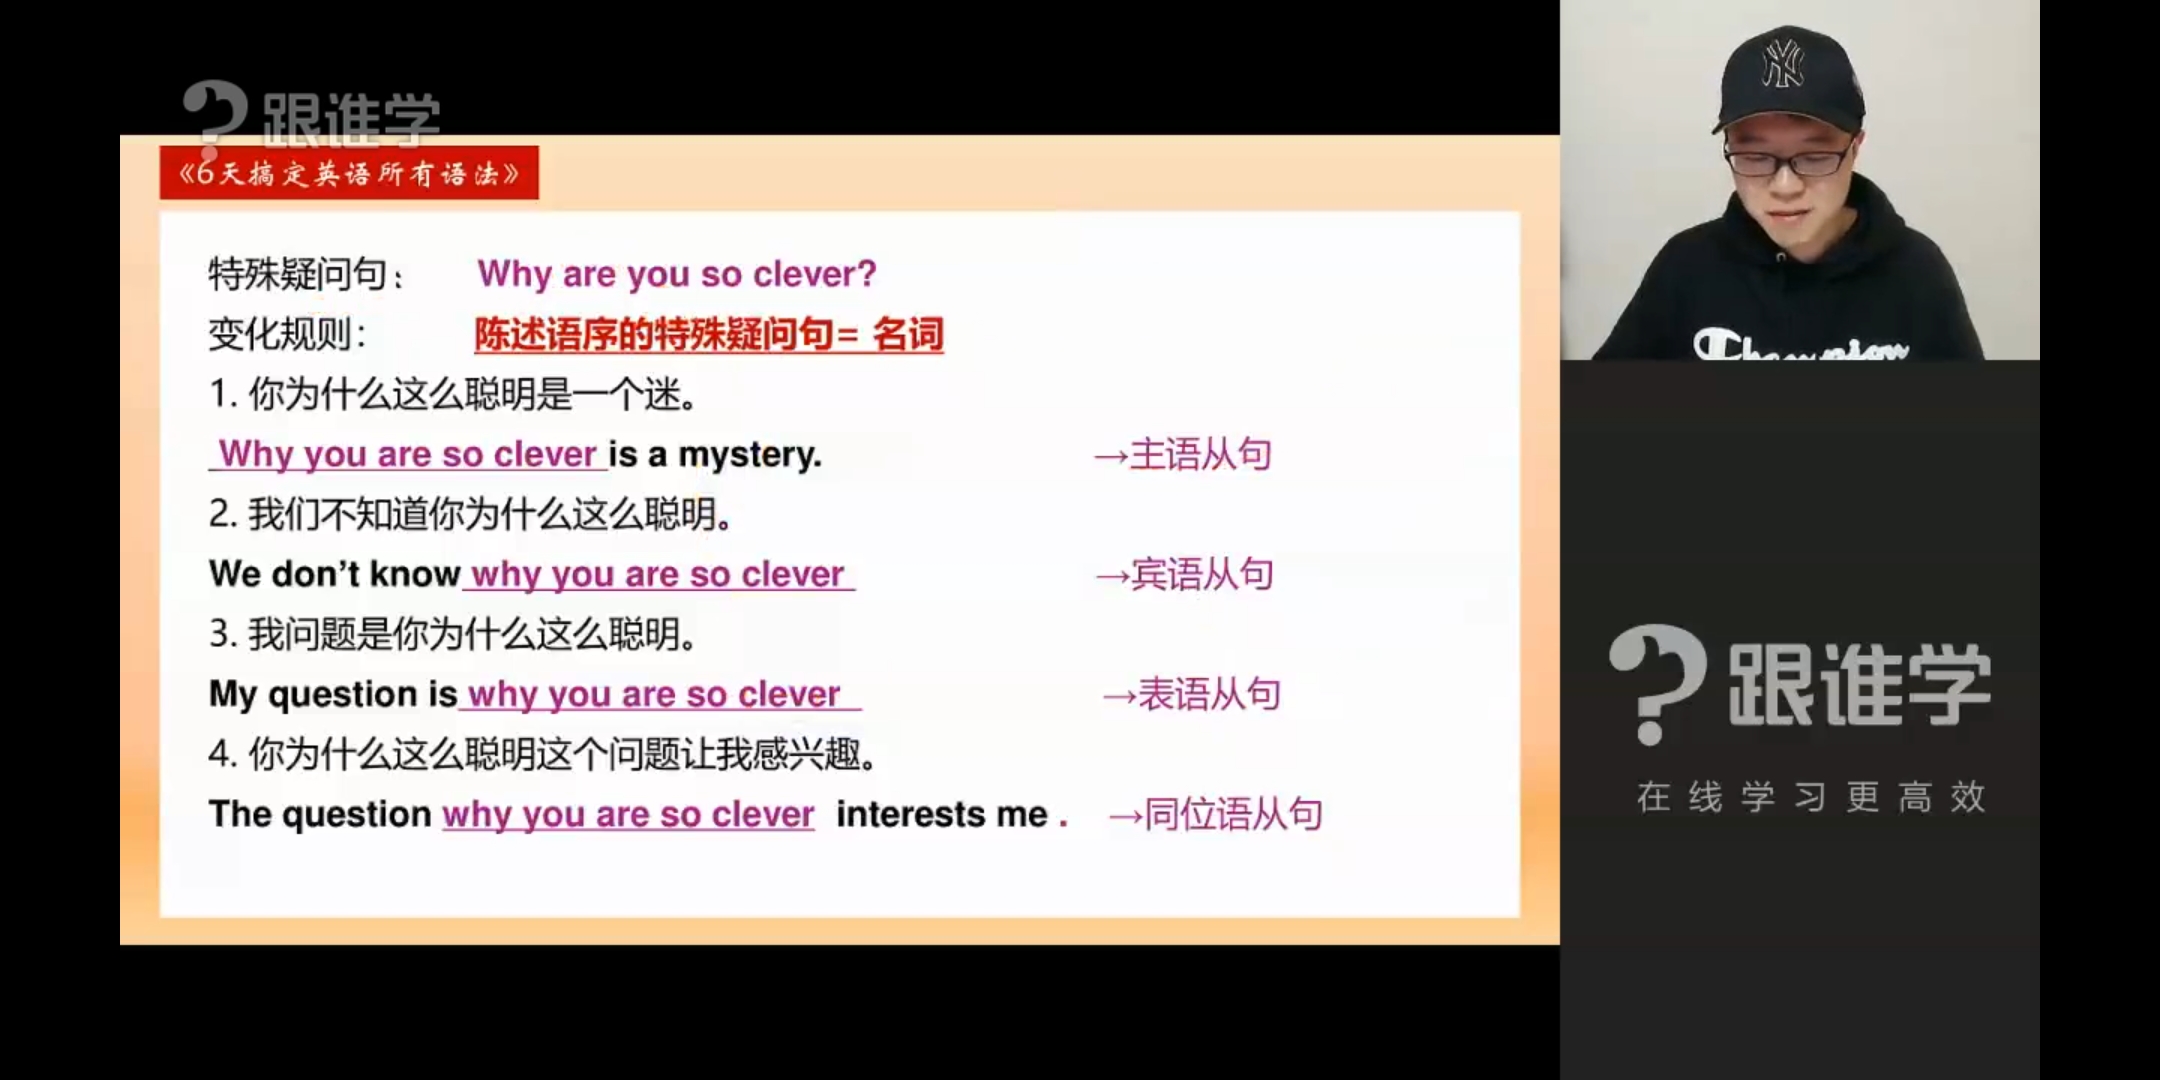 跟谁学
《6天搞定英语所有语法》
特殊疑问句： Why are you so clever?
变化规则： 陈述语序的特殊疑问句= 名词
1. 你为什么这么聪明是一个迷。
Why you are so clever is a mystery. →主语从句
2. 我们不知道你为什么这么聪明。
We don’t know why you are so clever →宾语从句
3. 我问题是你为什么这么聪明。
My question is why you are so clever →表语从句
4. 你为什么这么聪明这个问题让我感兴趣。
The question why you are so clever interests me . →同位语从句
NY
Champion
跟谁学
在线学习更高效